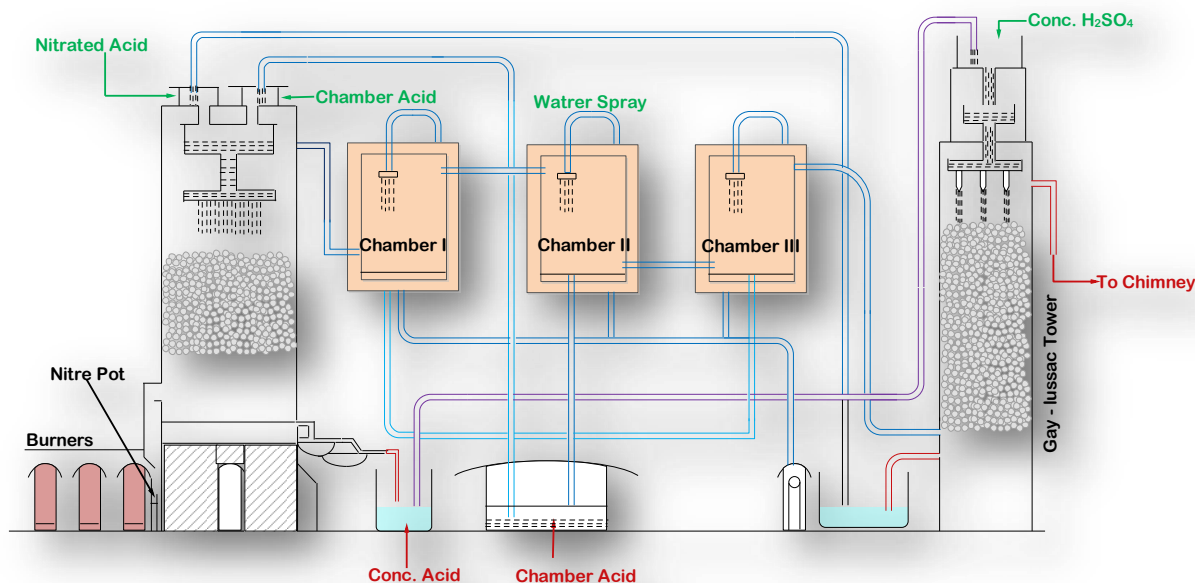 Conc. H₂SO₄
Nitrated Acid
Chamber Acid
Watrer Spray
Chamber I
Chamber II
Chamber III
To Chimney
Gay - lussac Tower
Nitre Pot
Burners
Conc. Acid
Chamber Acid